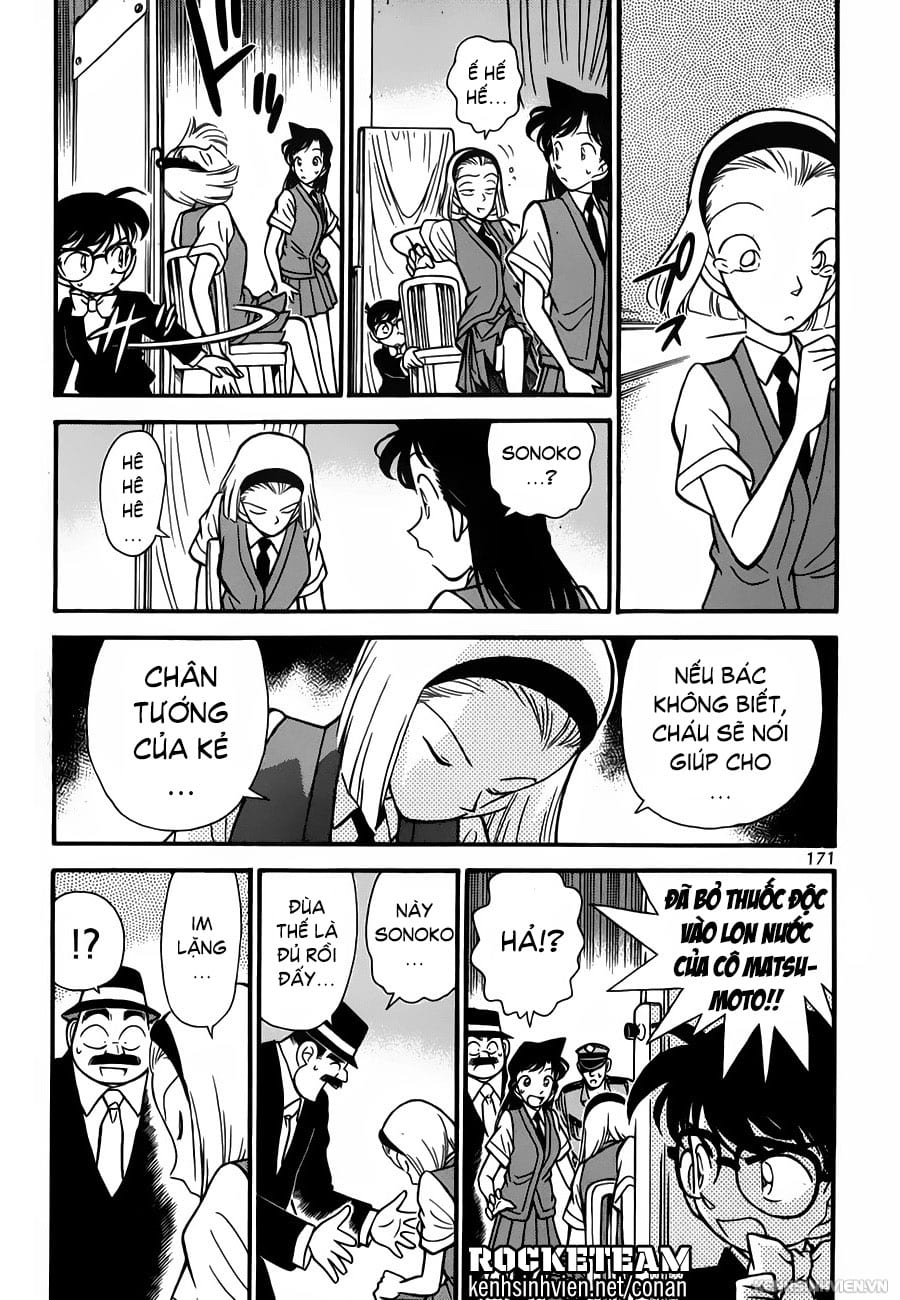 Ế HẾ
HẾ...
SONOKO
...?
HÊ
HÊ
HÊ
...
NẾU BÁC
KHÔNG BIẾT,
CHÁU SẼ NÓI
GIÚP CHO
...
CHÂN
TƯỚNG
CỦA KẺ
...
171
ĐÃ BỎ THUỐC ĐỘC
VÀO LON NƯỚC
CỦA CÔ MATSU-
MOTO!!
HẢ!?
NÀY
SONOKO...
ĐÙA
THẾ LÀ
ĐỦ RỒI
ĐẤY...
IM
LẶNG
...
!?
ROCKETEAM
kenhsinhvien.net/conan
KENHSINHVIEN.VN